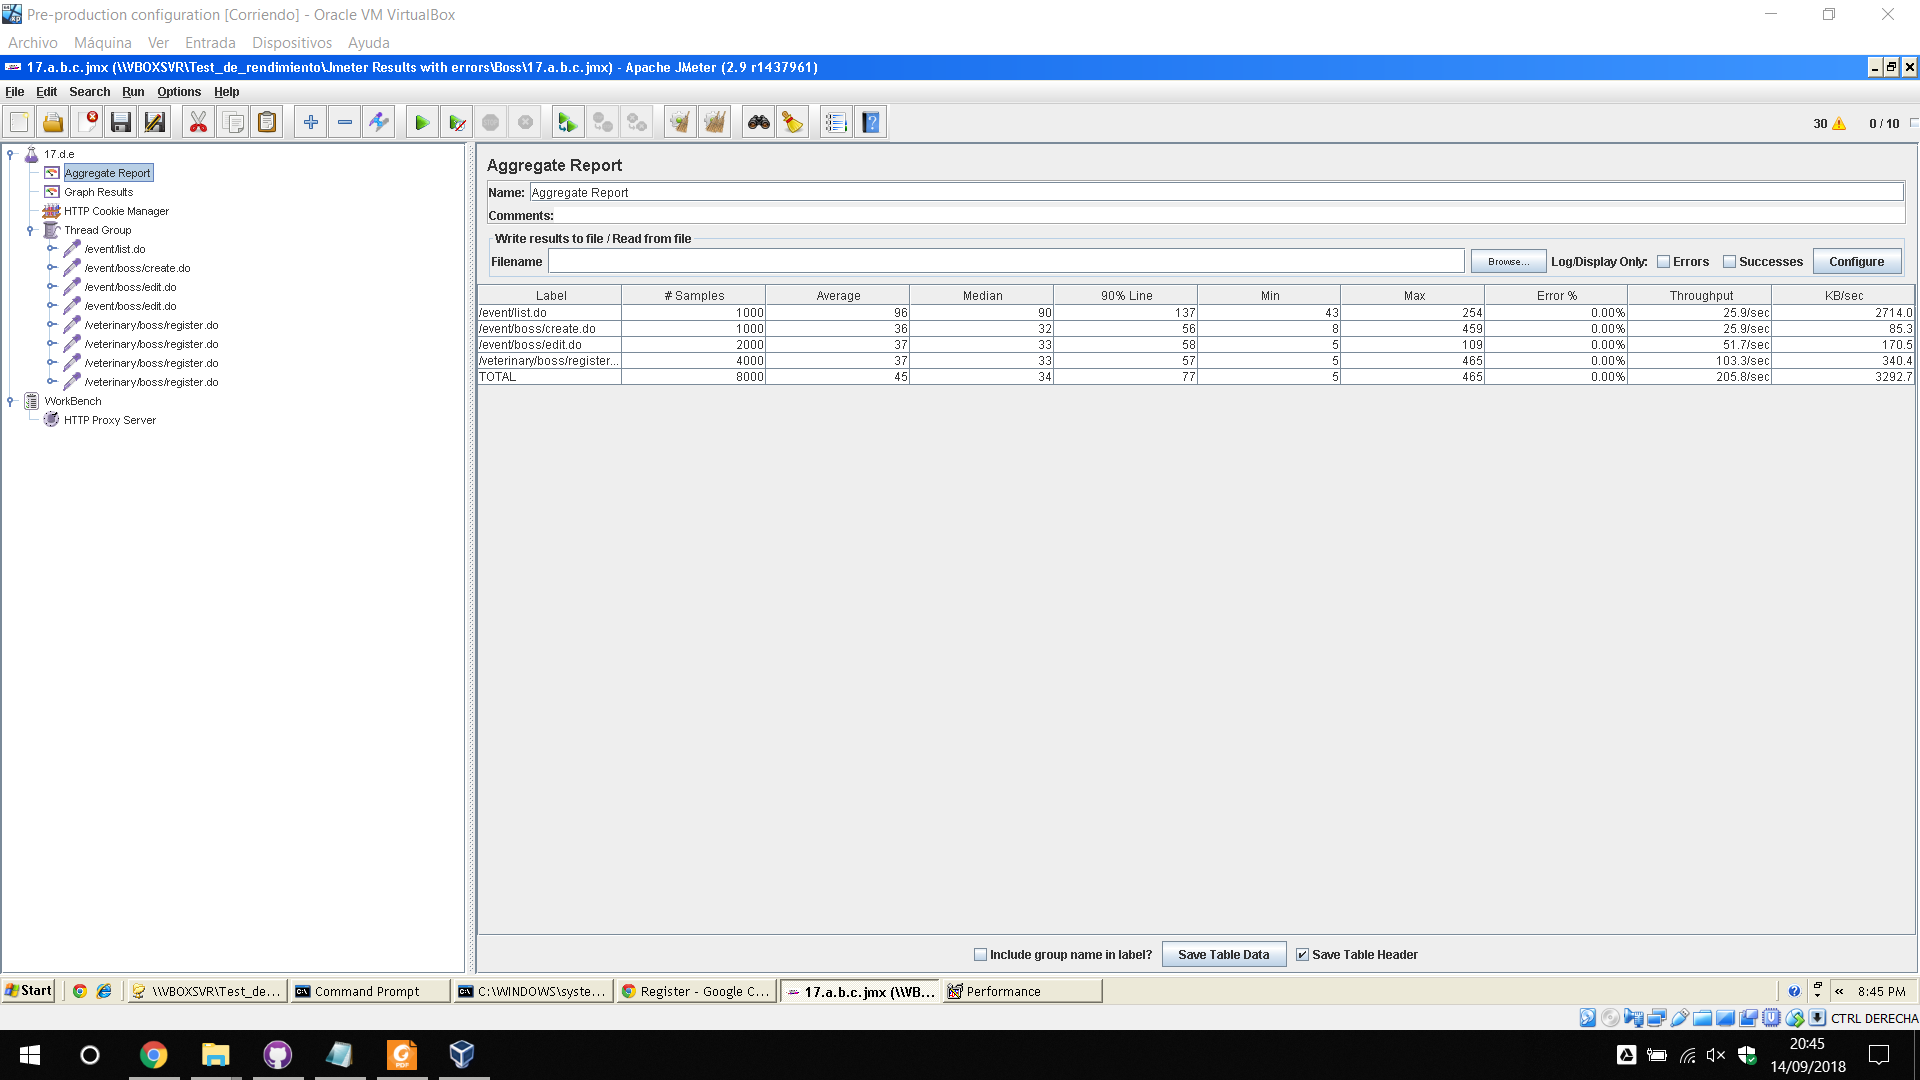 Pre-production configuration [Corriendo] - Oracle VM VirtualBox
Archivo Máquina Ver Entrada Dispositivos Ayuda
17.a.b.c.jmx (\\VBOXSVR\Test_de_rendimiento\Jmeter Results with errors\Boss\17.a.b.c.jmx) - Apache JMeter (2.9 r1437961)
File Edit Search Run Options Help
30 0 / 10
17.d.e
Aggregate Report
Graph Results
HTTP Cookie Manager
Thread Group
/event/list.do
/event/boss/create.do
/event/boss/edit.do
/event/boss/edit.do
/veterinary/boss/register.do
/veterinary/boss/register.do
/veterinary/boss/register.do
/veterinary/boss/register.do
WorkBench
HTTP Proxy Server
Aggregate Report
Name: Aggregate Report
Comments:
Write results to file / Read from file
Filename Browse... Log/Display Only: Errors Successes Configure
Label # Samples Average Median 90% Line Min Max Error % Throughput KB/sec
/event/list.do 1000 96 90 137 43 254 0.00% 25.9/sec 2714.0
/event/boss/create.do 1000 36 32 56 8 459 0.00% 25.9/sec 85.3
/event/boss/edit.do 2000 37 33 58 5 109 0.00% 51.7/sec 170.5
/veterinary/boss/register... 4000 37 33 57 5 465 0.00% 103.3/sec 340.4
TOTAL 8000 45 34 77 5 465 0.00% 205.8/sec 3292.7
Include group name in label? Save Table Data Save Table Header
Start \\VBOXSVR\Test_de... Command Prompt C:\WINDOWS\syste... Register - Google C... 17.a.b.c.jmx (\\VB... Performance 8:45 PM
CTRL DERECHA
20:45
14/09/2018